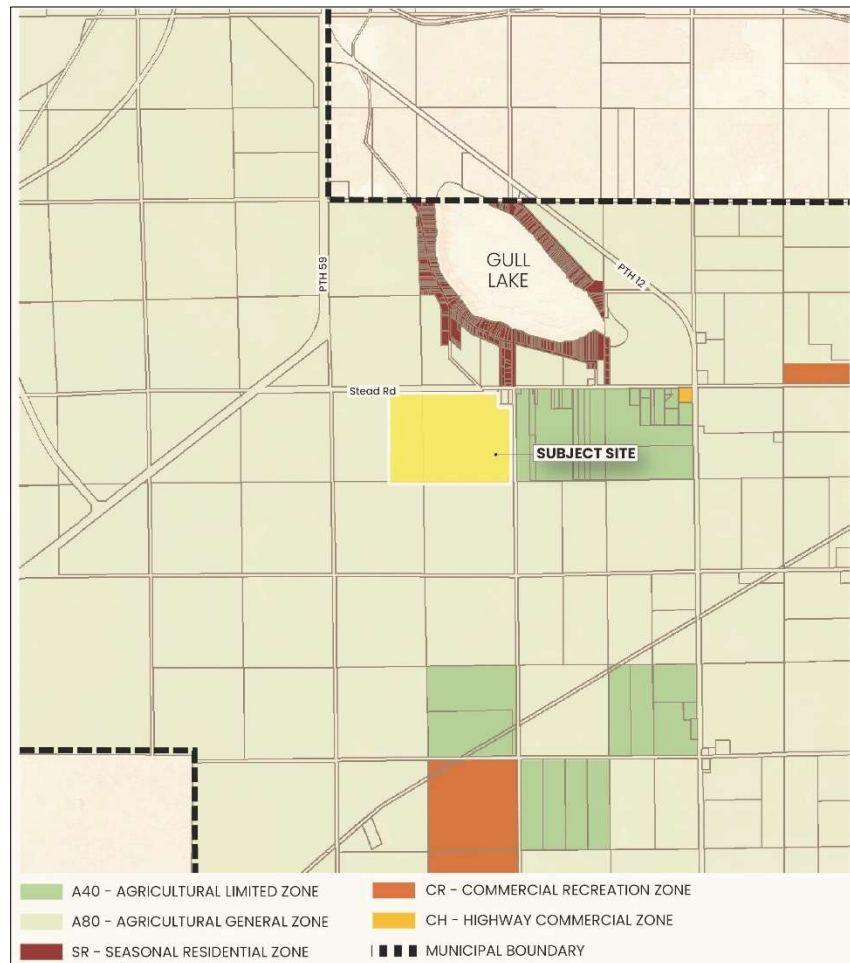 GULL
LAKE
PTH 59
PTH 12
Stead Rd
SUBJECT SITE
A40 - AGRICULTURAL LIMITED ZONE
A80 - AGRICULTURAL GENERAL ZONE
SR - SEASONAL RESIDENTIAL ZONE
CR - COMMERCIAL RECREATION ZONE
CH - HIGHWAY COMMERCIAL ZONE
MUNICIPAL BOUNDARY